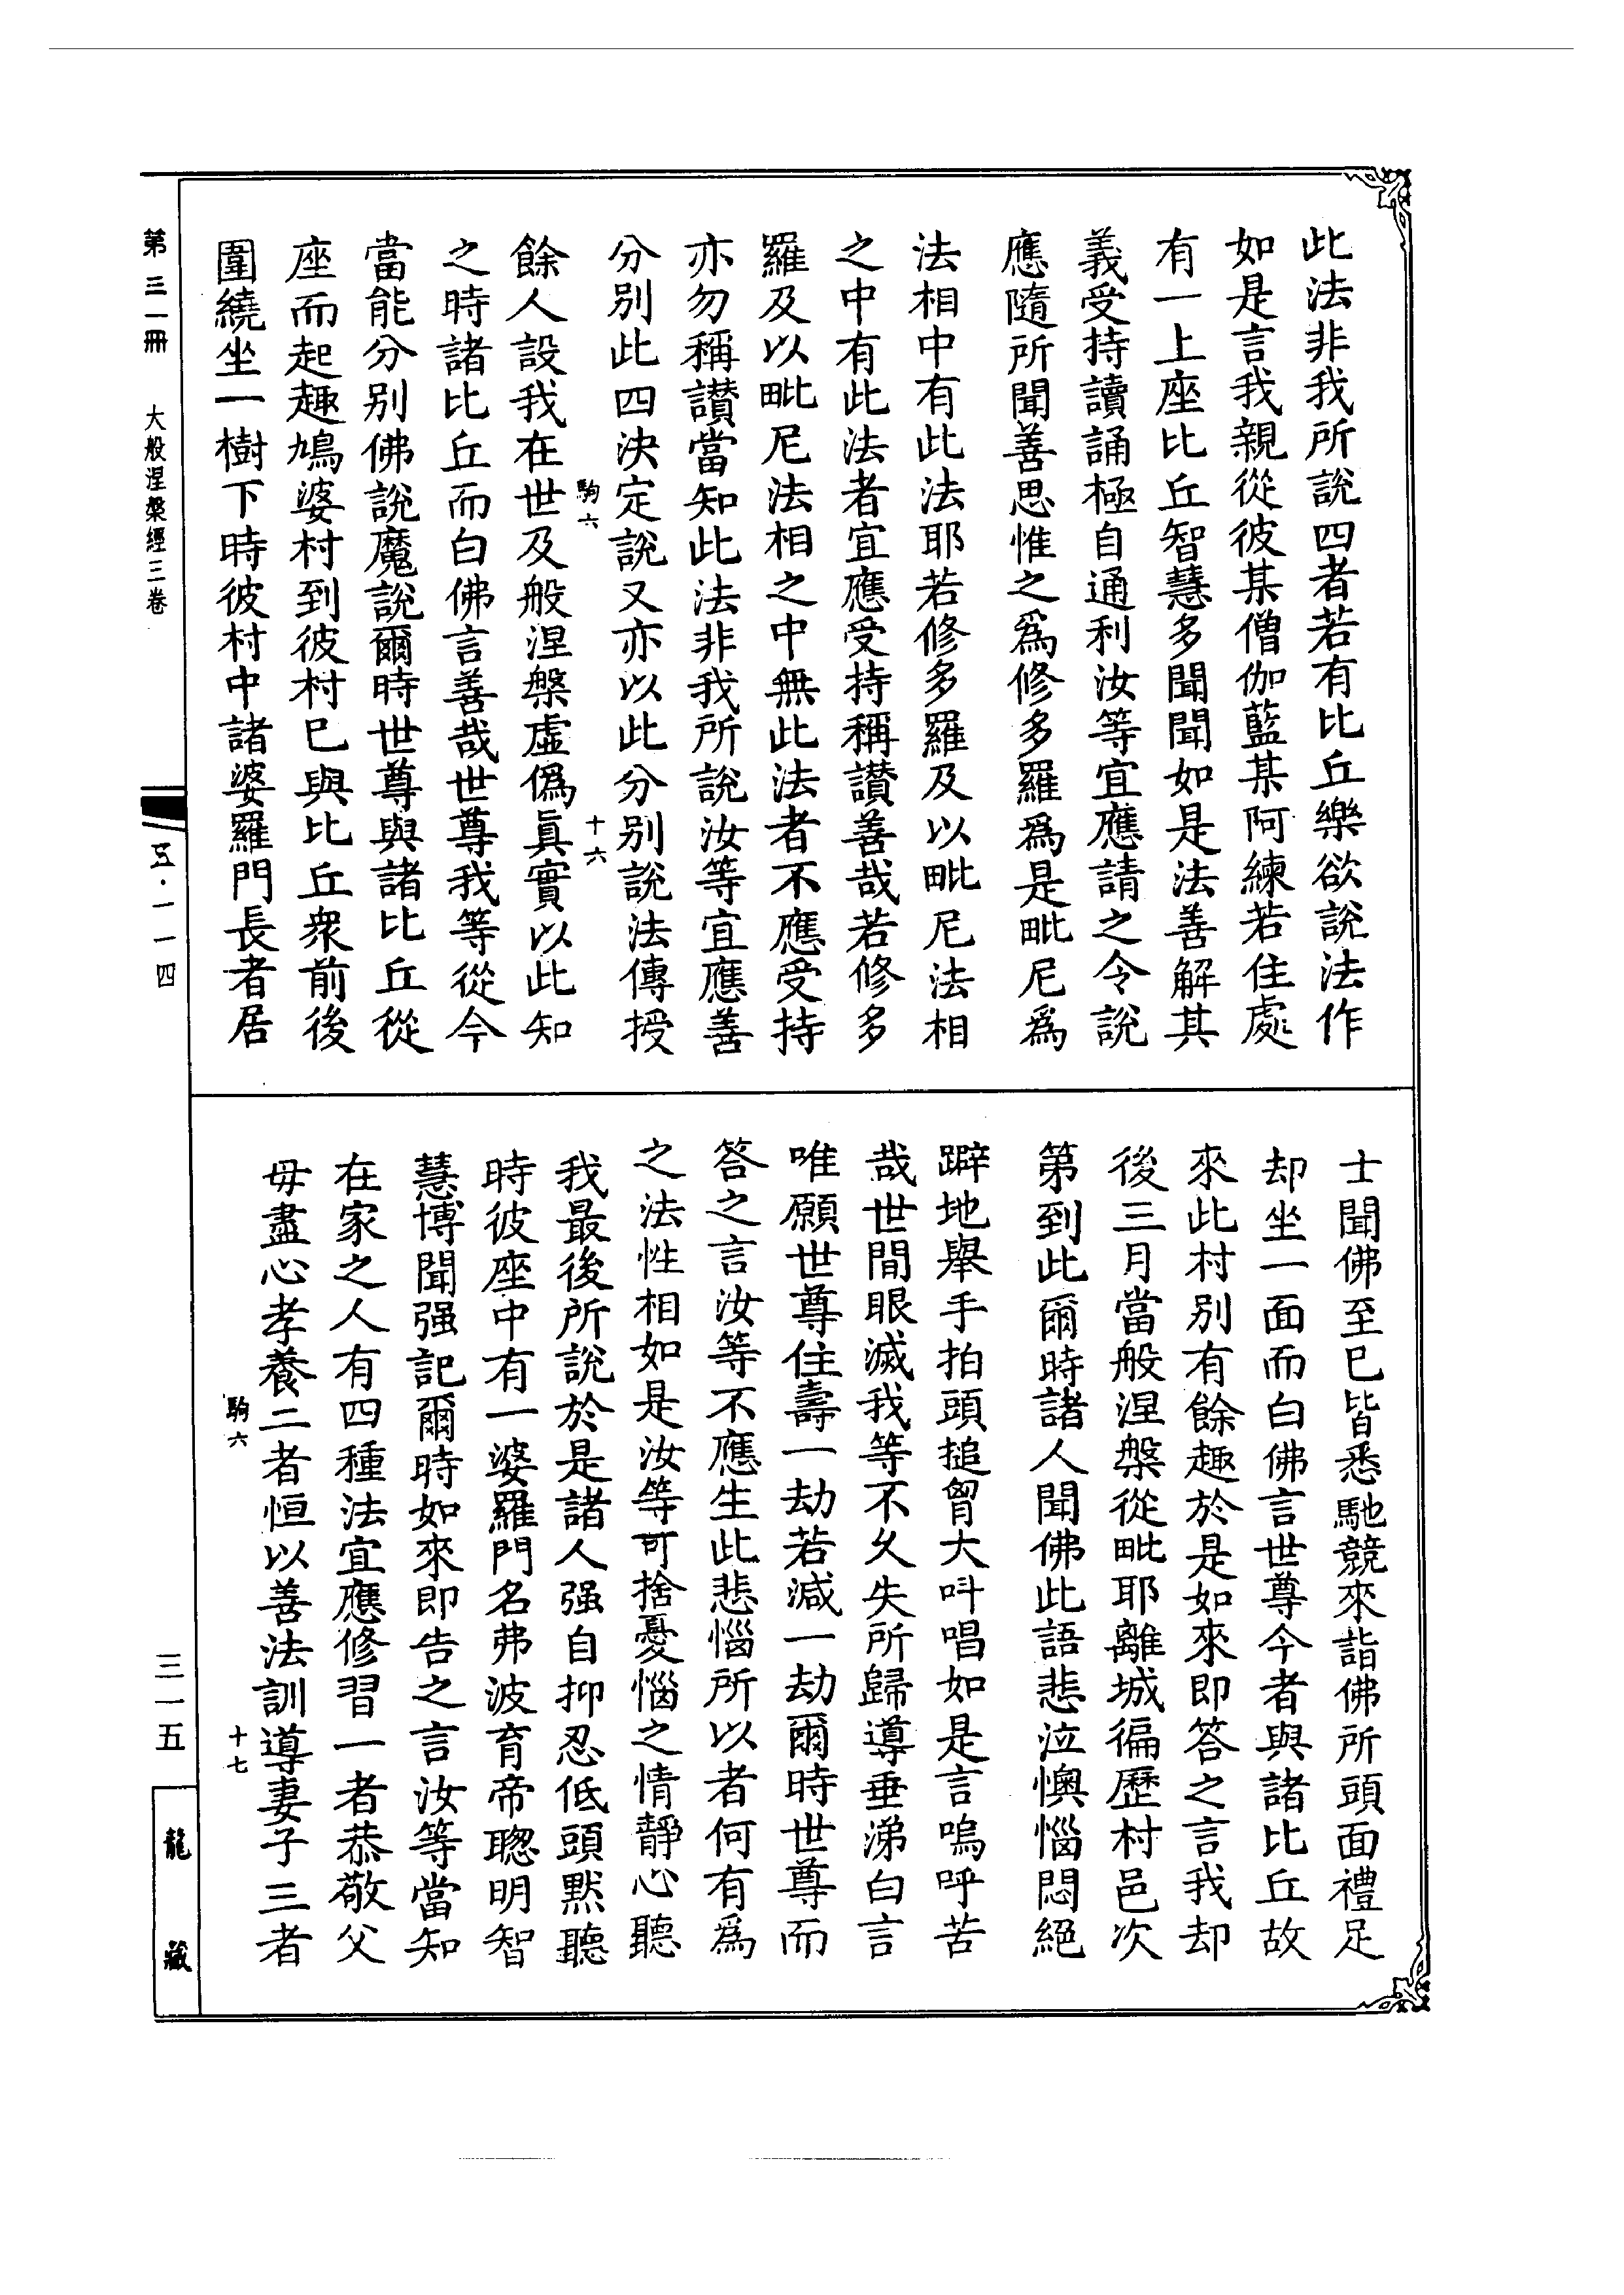 此法非我所說四者若有比丘樂欲說法作
如是言我親從彼某僧伽藍某阿練若住處
有一上座比丘智慧多聞聞如是法善解其
義受持讀誦極自通利汝等宜應請之令說
應隨所聞善思惟之爲修多羅爲是毗尼爲
法相中有此法耶若修多羅及以毗尼法相
之中有此法者宜應受持稱讃善哉若修多
羅及以毗尼法相之中無此法者不應受持
亦勿稱讃當知此法非我所說汝等宜應善
分别此四決定說又亦以此分别說法傳授
駒六 十六
餘人設我在世及般涅槃虛僞眞實以此知
之時諸比丘而白佛言善哉世尊我等從今
當能分别佛說魔說爾時世尊與諸比丘從
座而起趣鳩婆村到彼村巳與比丘衆前後
圍繞坐一樹下時彼村中諸婆羅門長者居
士聞佛至巳皆悉馳競來詣佛所頭面禮足
却坐一面而白佛言世尊今者與諸比丘故
來此村别有餘趣於是如來即答之言我却
後三月當般涅槃從毗耶離城徧歷村邑次
第到此爾時諸人聞佛此語悲泣懊惱悶絕
躃地舉手拍頭搥胷大呌唱如是言嗚呼苦
哉世間眼滅我等不久失所歸導垂涕白言
唯願世尊住壽一劫若減一劫爾時世尊而
答之言汝等不應生此悲惱所以者何有爲
之法性相如是汝等可捨憂惱之情靜心聽
我最後所說於是諸人强自抑忍低頭默聽
時彼座中有一婆羅門名弗波育帝聦明智
慧博聞强記爾時如來即告之言汝等當知
在家之人有四種法宜應修習一者恭敬父
母盡心孝養二者恒以善法訓導妻子三者
駒六 十七
第三一冊 大般涅槃經三卷
五·一一四
三一五
龍藏